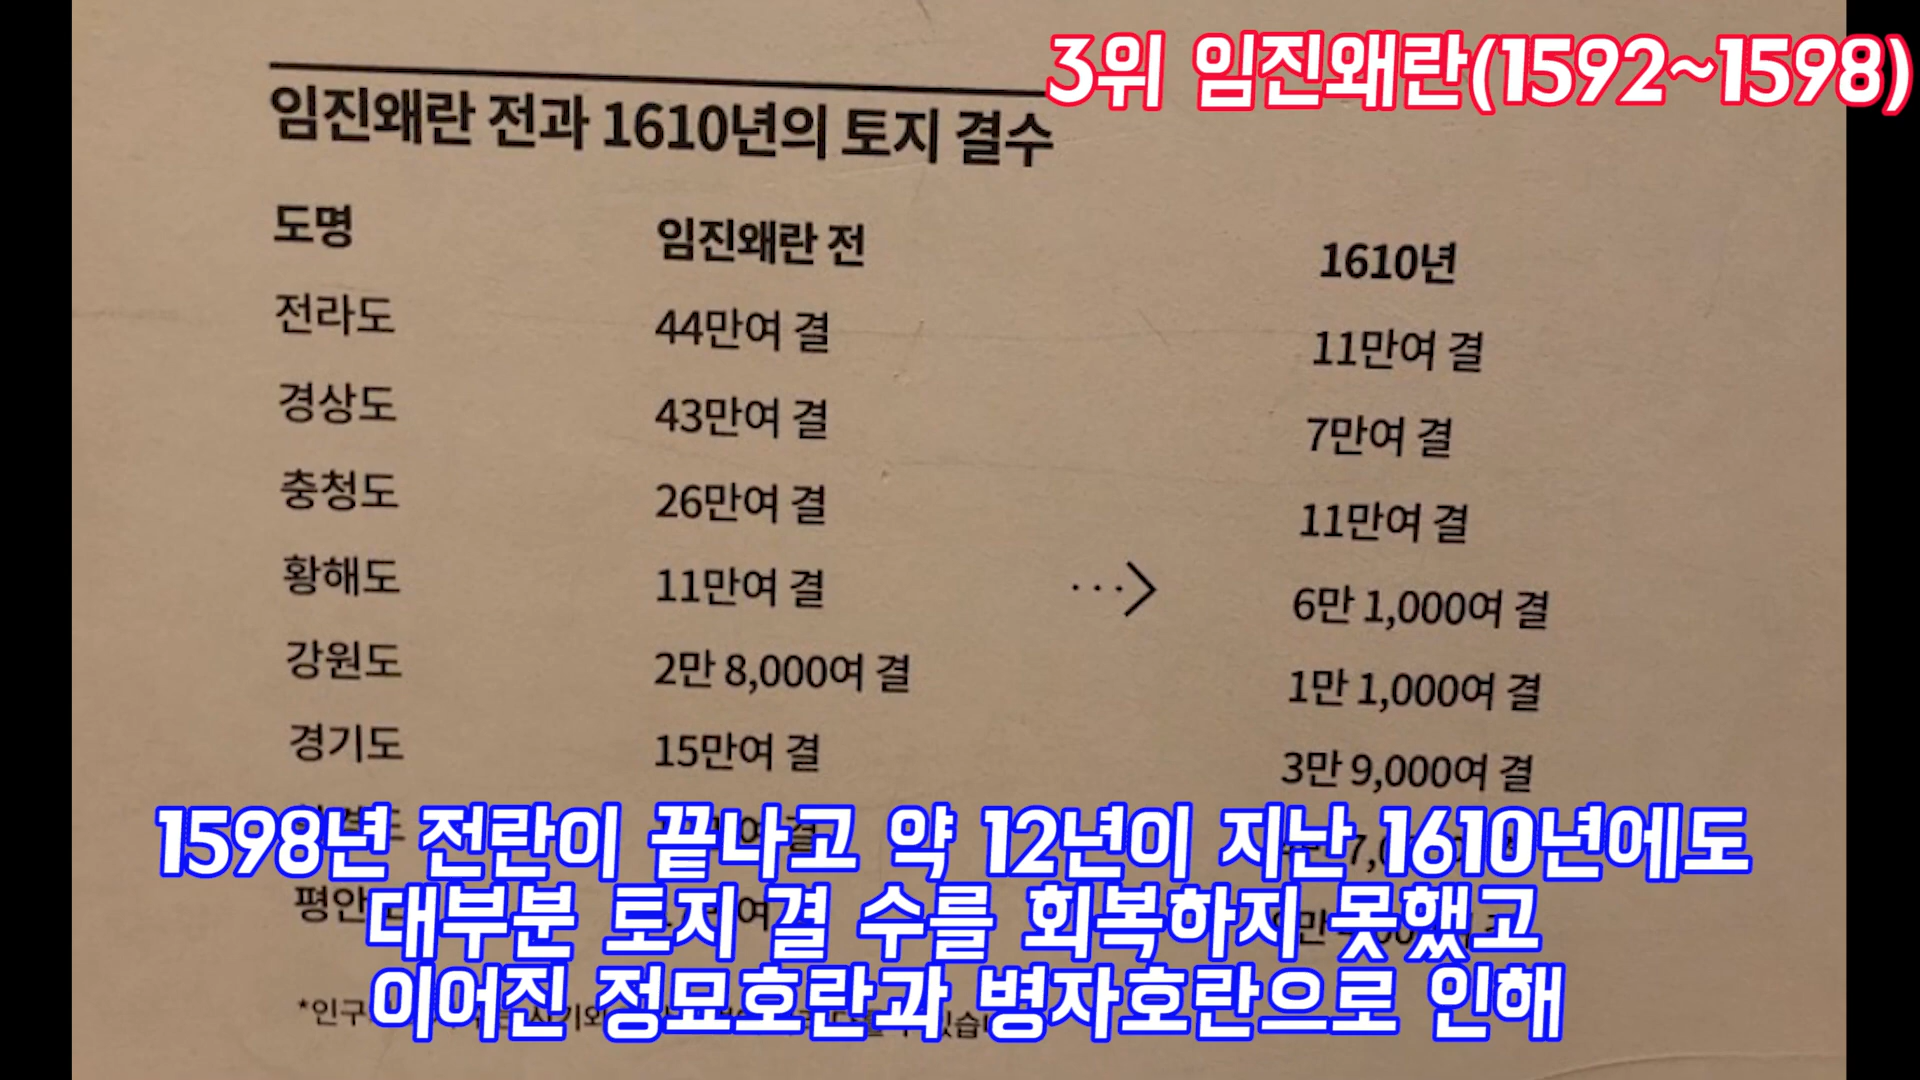 3위 임진왜란(1592~1598)
임진왜란 전과 1610년의 토지 결수
도명 임진왜란 전 1610년
전라도 44만여 결 11만여 결
경상도 43만여 결 7만여 결
충청도 26만여 결 11만여 결
황해도 11만여 결 6만 1,000여 결
강원도 2만 8,000여 결 1만 1,000여 결
경기도 15만여 결 3만 9,000여 결
1598년 전란이 끝나고 약 12년이 지난 1610년에도
대부분 토지 결 수를 회복하지 못했고
이어진 정묘호란과 병자호란으로 인해